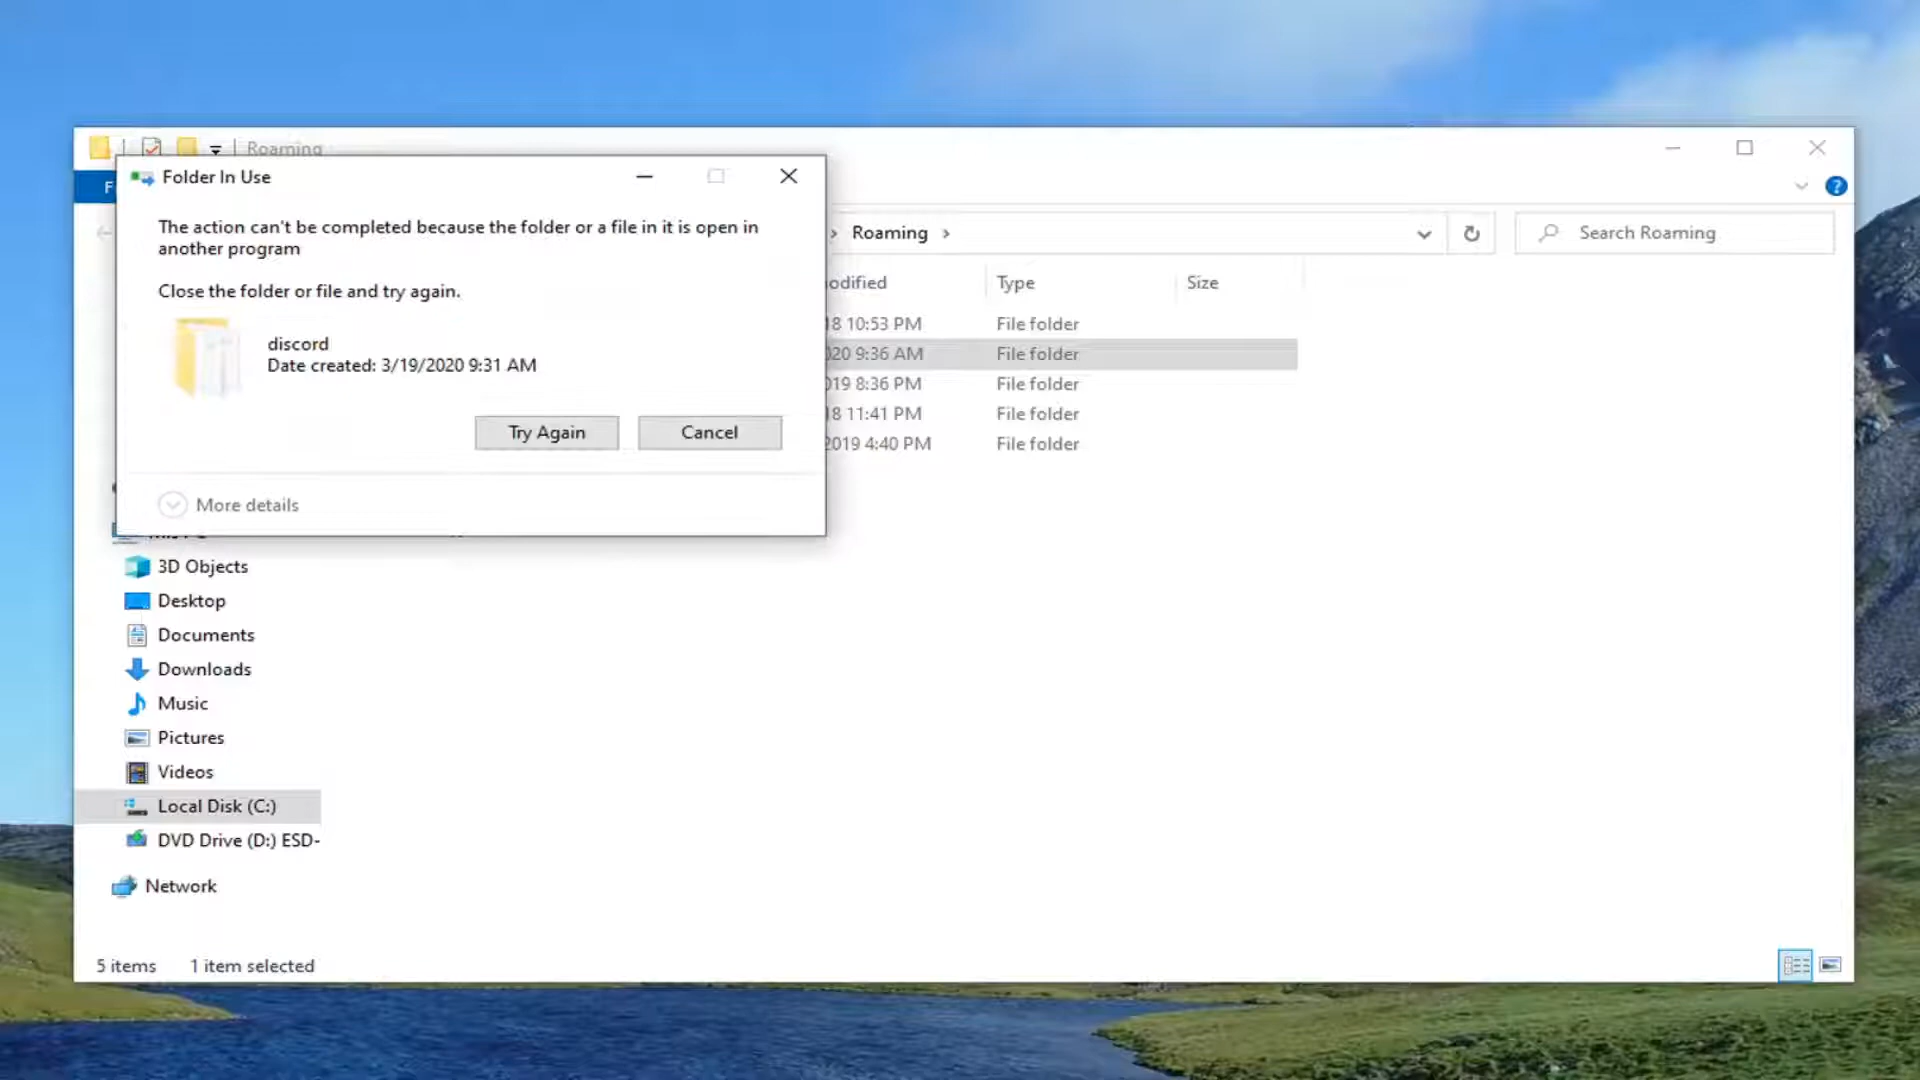 Roaming
Folder In Use
The action can't be completed because the folder or a file in it is open in
another program
Close the folder or file and try again.
discord
Date created: 3/19/2020 9:31 AM
Try Again
Cancel
More details
Roaming
Search Roaming
odified
Type
Size
18 10:53 PM
File folder
020 9:36 AM
File folder
019 8:36 PM
File folder
18 11:41 PM
File folder
2019 4:40 PM
File folder
3D Objects
Desktop
Documents
Downloads
Music
Pictures
Videos
Local Disk (C:)
DVD Drive (D:) ESD-
Network
5 items
1 item selected